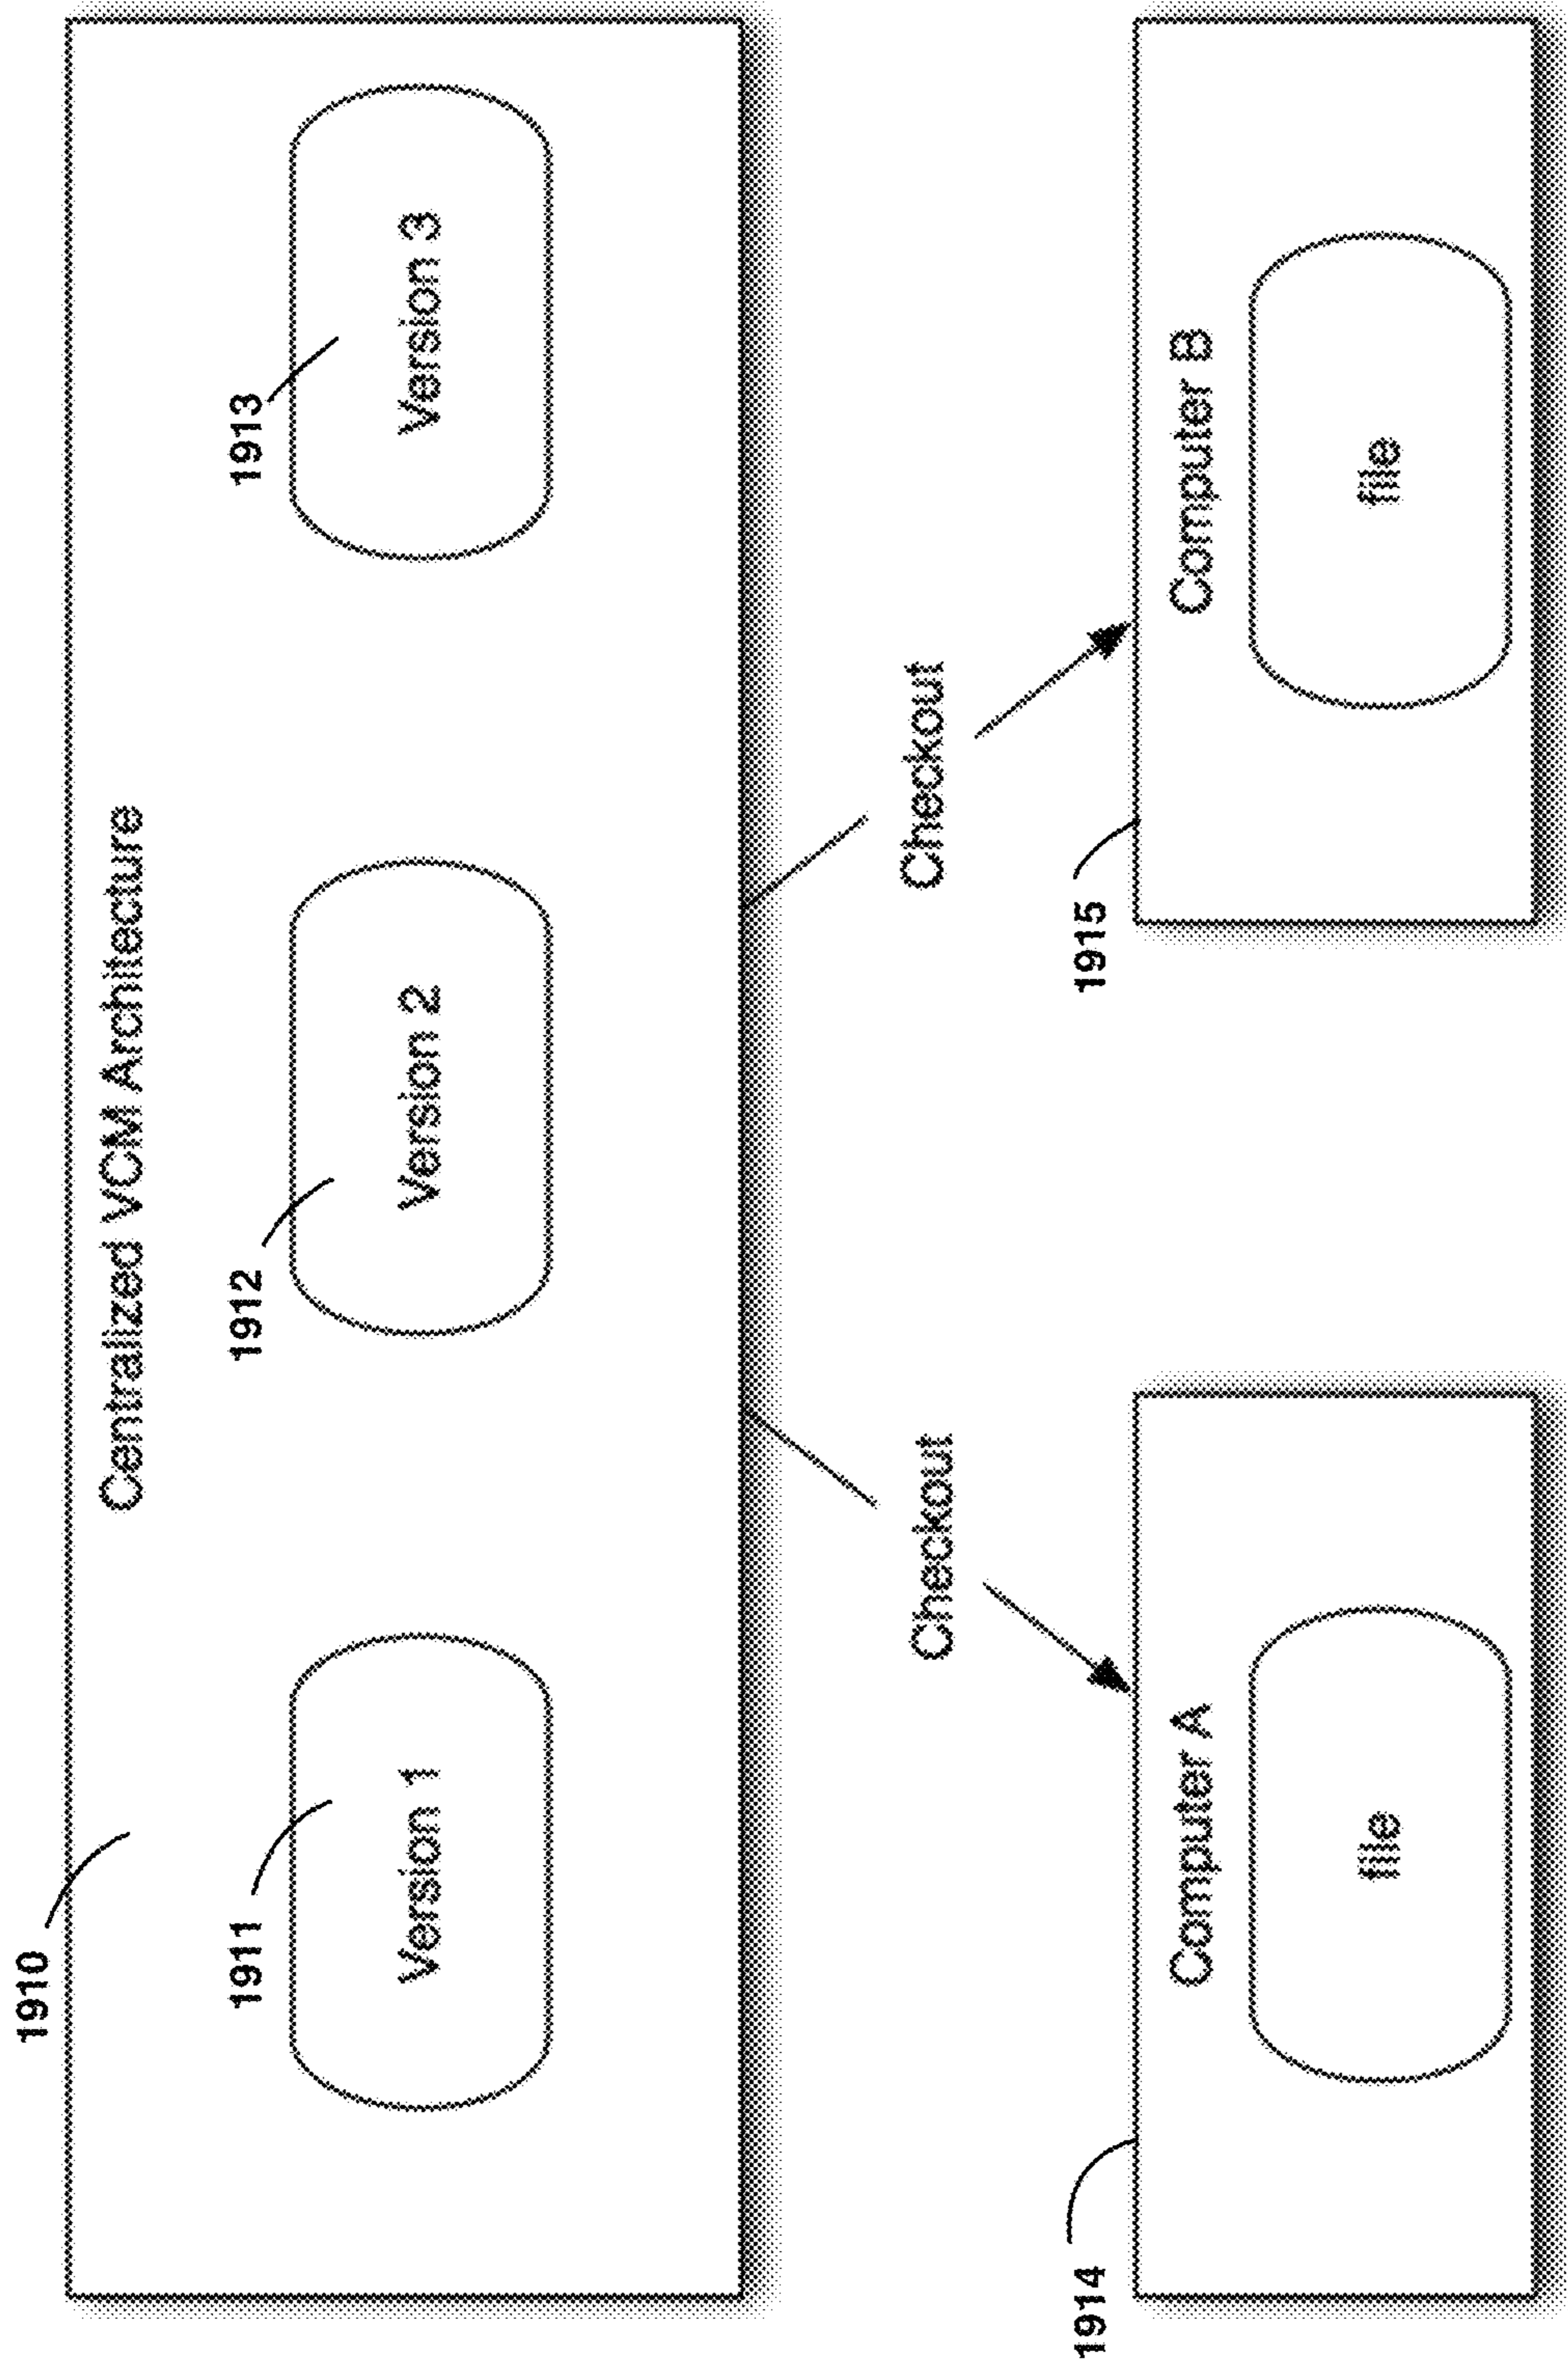 1910
Centralized VCM Architecture
1911
1912
1913
Version 1
Version 2
Version 3
Checkout
Checkout
1914
1915
Computer A
Computer B
file
file